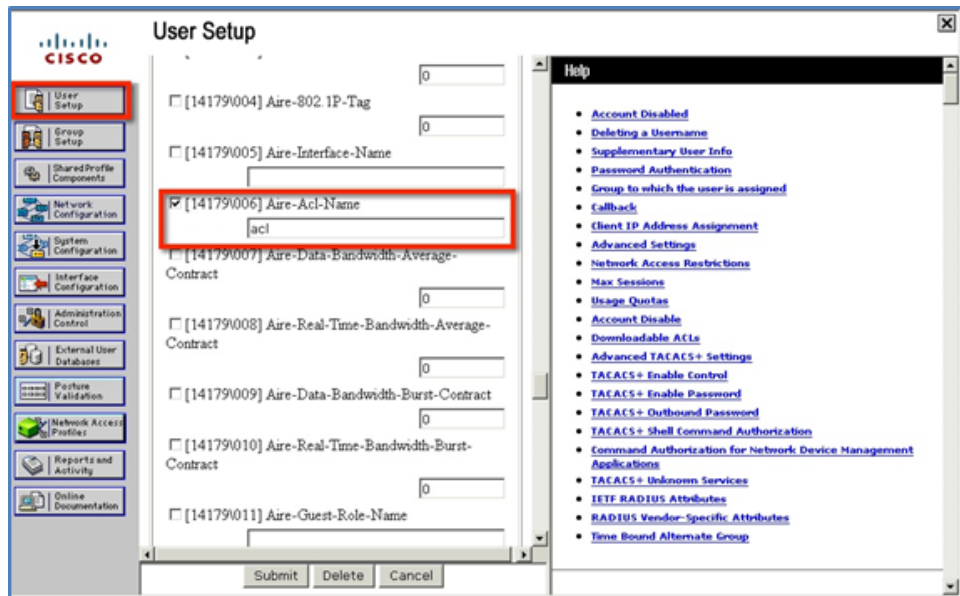 CISCO
User Setup
User
Setup
Group
Setup
Shared Profile
Components
Network
Configuration
System
Configuration
Interface
Configuration
Administration
Control
External User
Databases
Posture
Validation
Network Access
Profiles
Reports and
Activity
Online
Documentation
0
[14179\004] Aire-802.1P-Tag
0
[14179\005] Aire-Interface-Name
[14179\006] Aire-Acl-Name
acl
[14179\007] Aire-Data-Bandwidth-Average-
Contract
0
[14179\008] Aire-Real-Time-Bandwidth-Average-
Contract
0
[14179\009] Aire-Data-Bandwidth-Burst-Contract
0
[14179\010] Aire-Real-Time-Bandwidth-Burst-
Contract
0
[14179\011] Aire-Guest-Role-Name
Submit Delete Cancel
Help
Account Disabled
Deleting a Username
Supplementary User Info
Password Authentication
Group to which the user is assigned
Callback
Client IP Address Assignment
Advanced Settings
Network Access Restrictions
Max Sessions
Usage Quotas
Account Disable
Downloadable ACLs
Advanced TACACS+ Settings
TACACS+ Enable Control
TACACS+ Enable Password
TACACS+ Outbound Password
TACACS+ Shell Command Authorization
Command Authorization for Network Device Management
Applications
TACACS+ Unknown Services
IETF RADIUS Attributes
RADIUS Vendor-Specific Attributes
Time Bound Alternate Group